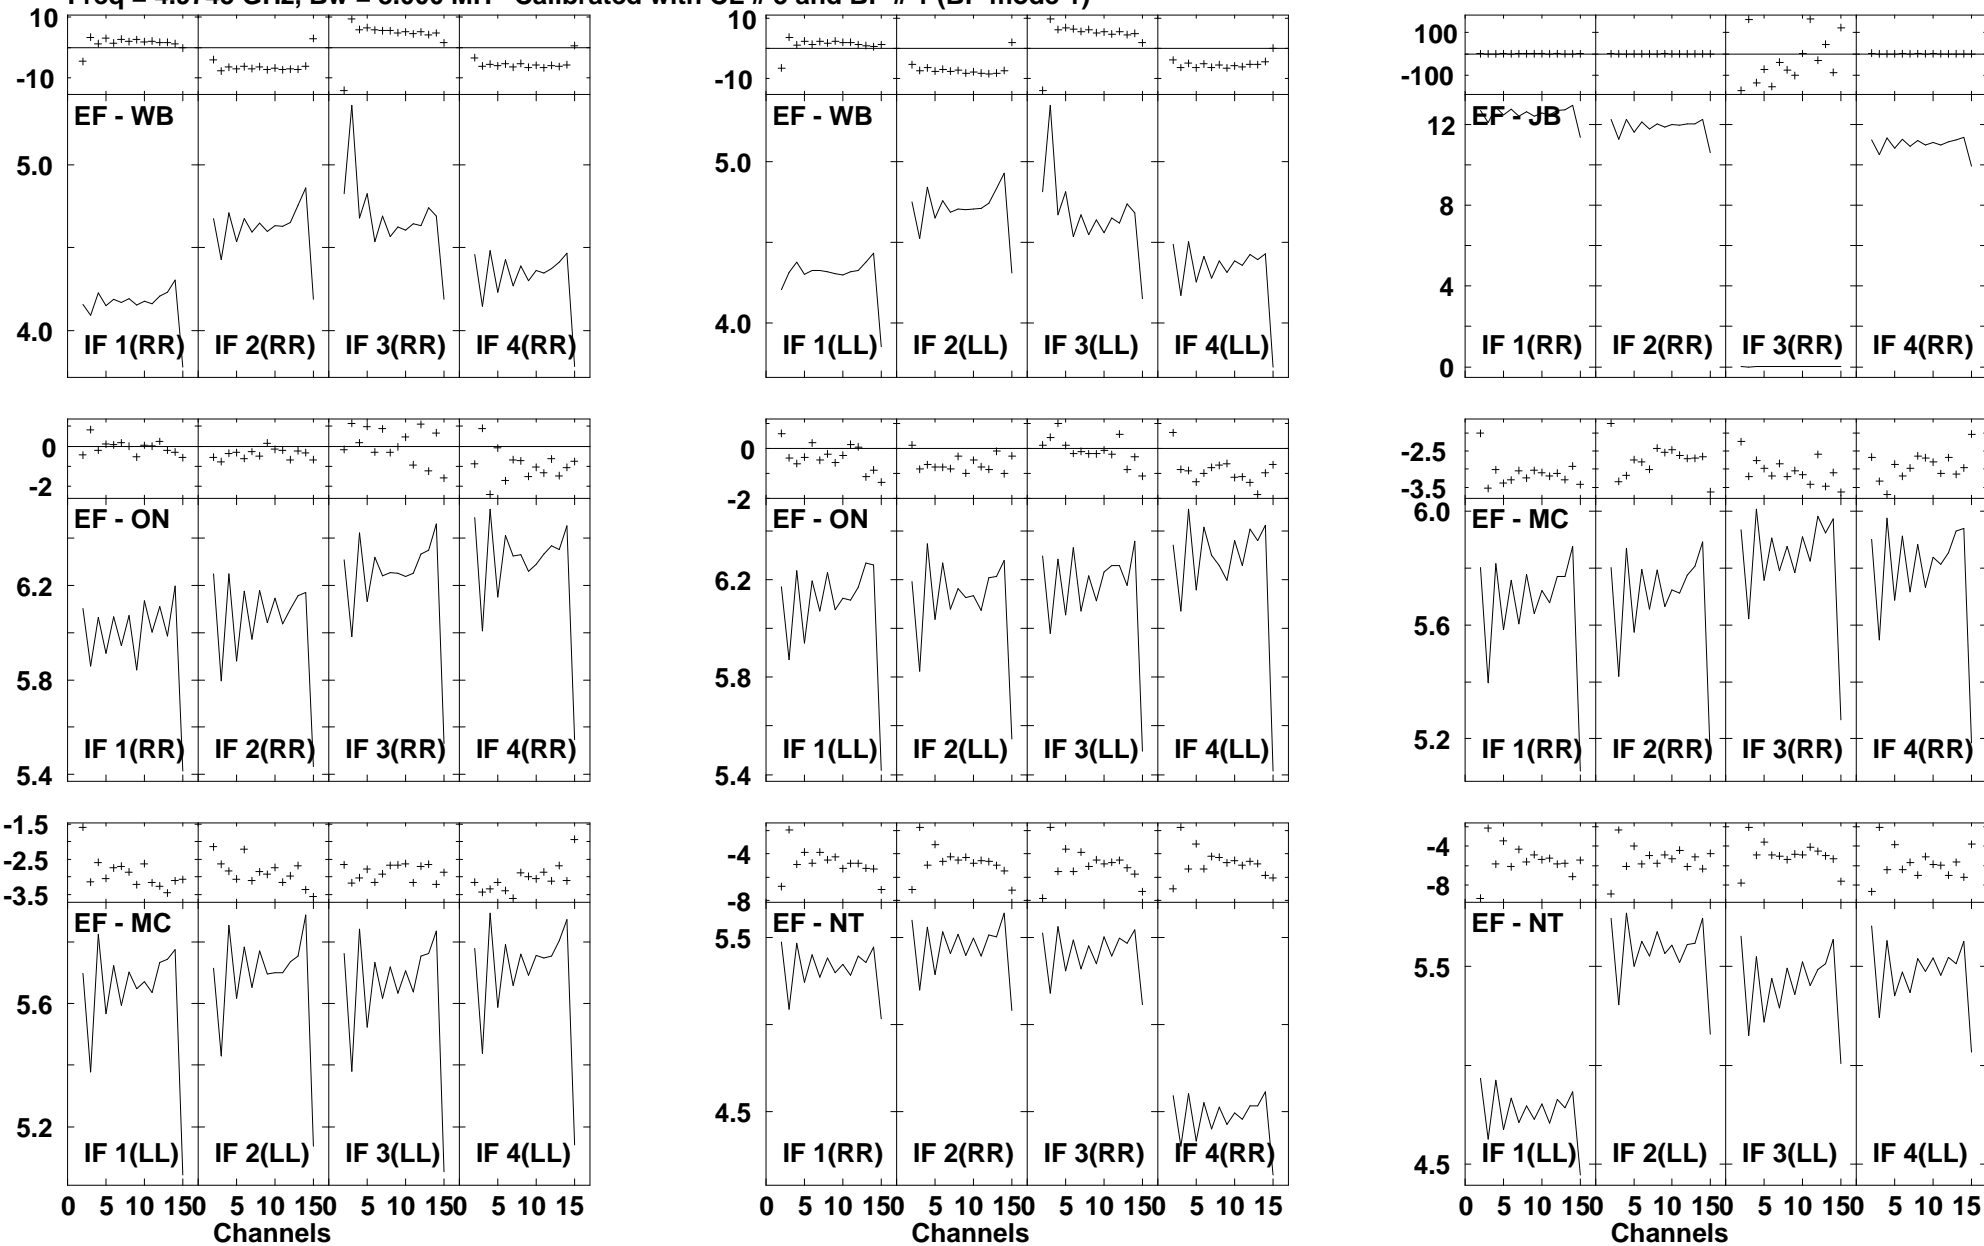 10
-10
EF - WB
5.0
4.0
IF 1(RR) IF 2(RR) IF 3(RR) IF 4(RR)
10
-10
EF - WB
5.0
4.0
IF 1(LL) IF 2(LL) IF 3(LL) IF 4(LL)
100
-100
EF - JB
12
8
4
0
IF 1(RR) IF 2(RR) IF 3(RR) IF 4(RR)
0
-2
EF - ON
6.2
5.8
5.4
IF 1(RR) IF 2(RR) IF 3(RR) IF 4(RR)
0
-2
EF - ON
6.2
5.8
5.4
IF 1(LL) IF 2(LL) IF 3(LL) IF 4(LL)
-2.5
-3.5
EF - MC
6.0
5.6
5.2
IF 1(RR) IF 2(RR) IF 3(RR) IF 4(RR)
-1.5
-2.5
-3.5
EF - MC
5.6
5.2
IF 1(LL) IF 2(LL) IF 3(LL) IF 4(LL)
0 5 10 150 5 10 150 5 10 150 5 10 15
Channels
-4
-8
EF - NT
5.5
4.5
IF 1(RR) IF 2(RR) IF 3(RR) IF 4(RR)
0 5 10 150 5 10 150 5 10 150 5 10 15
Channels
-4
-8
EF - NT
5.5
4.5
IF 1(LL) IF 2(LL) IF 3(LL) IF 4(LL)
0 5 10 150 5 10 150 5 10 150 5 10 15
Channels